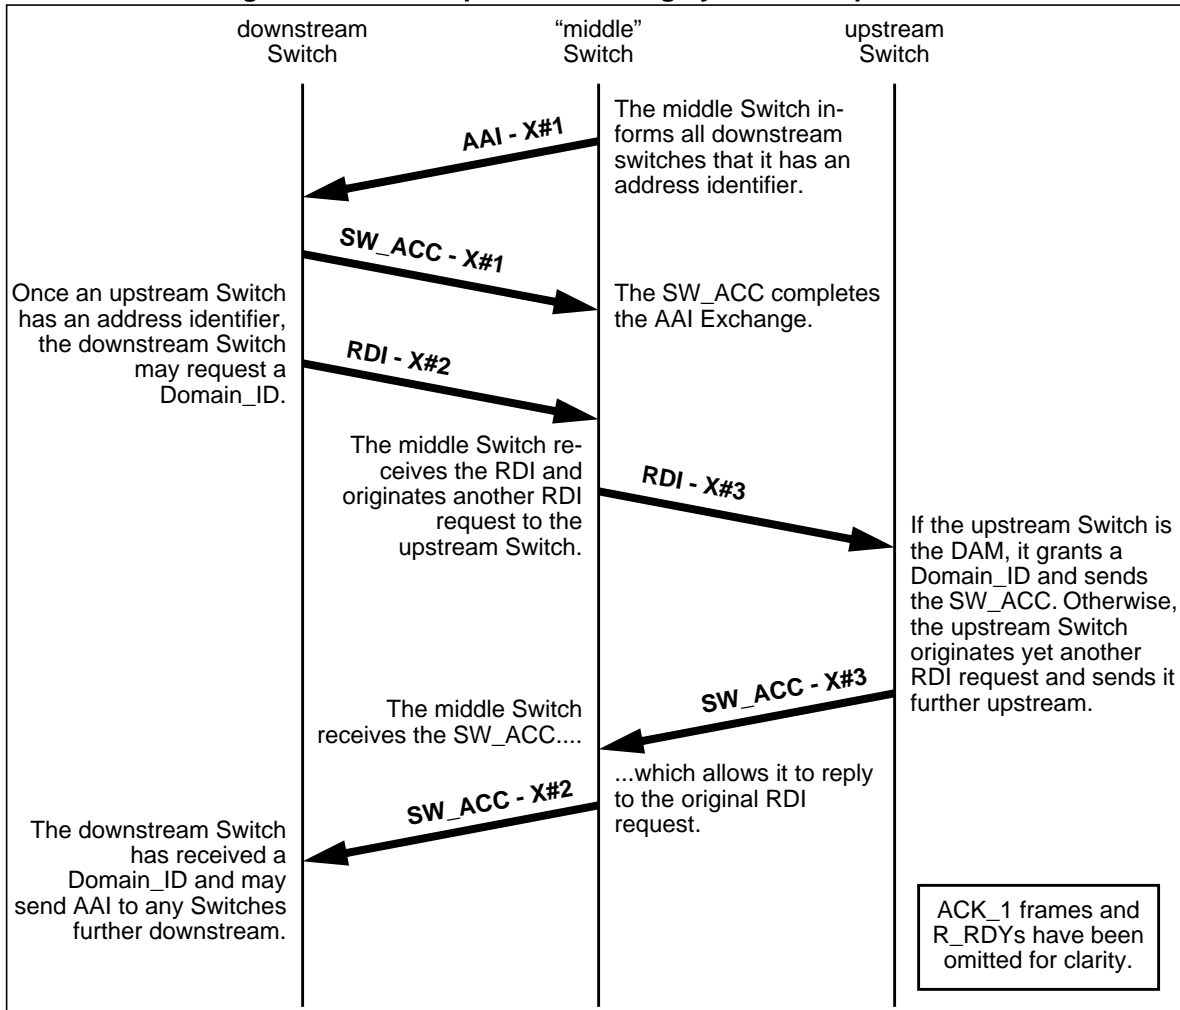 downstream
Switch
“middle”
Switch
upstream
Switch
AAI - X#1
The middle Switch in-
forms all downstream
switches that it has an
address identifier.
SW_ACC - X#1
The SW_ACC completes
the AAI Exchange.
Once an upstream Switch
has an address identifier,
the downstream Switch
may request a
Domain_ID.
RDI - X#2
The middle Switch re-
ceives the RDI and
originates another RDI
request to the
upstream Switch.
RDI - X#3
If the upstream Switch is
the DAM, it grants a
Domain_ID and sends
the SW_ACC. Otherwise,
the upstream Switch
originates yet another
RDI request and sends it
further upstream.
SW_ACC - X#3
The middle Switch
receives the SW_ACC....
...which allows it to reply
to the original RDI
request.
SW_ACC - X#2
The downstream Switch
has received a
Domain_ID and may
send AAI to any Switches
further downstream.
ACK_1 frames and
R_RDYs have been
omitted for clarity.